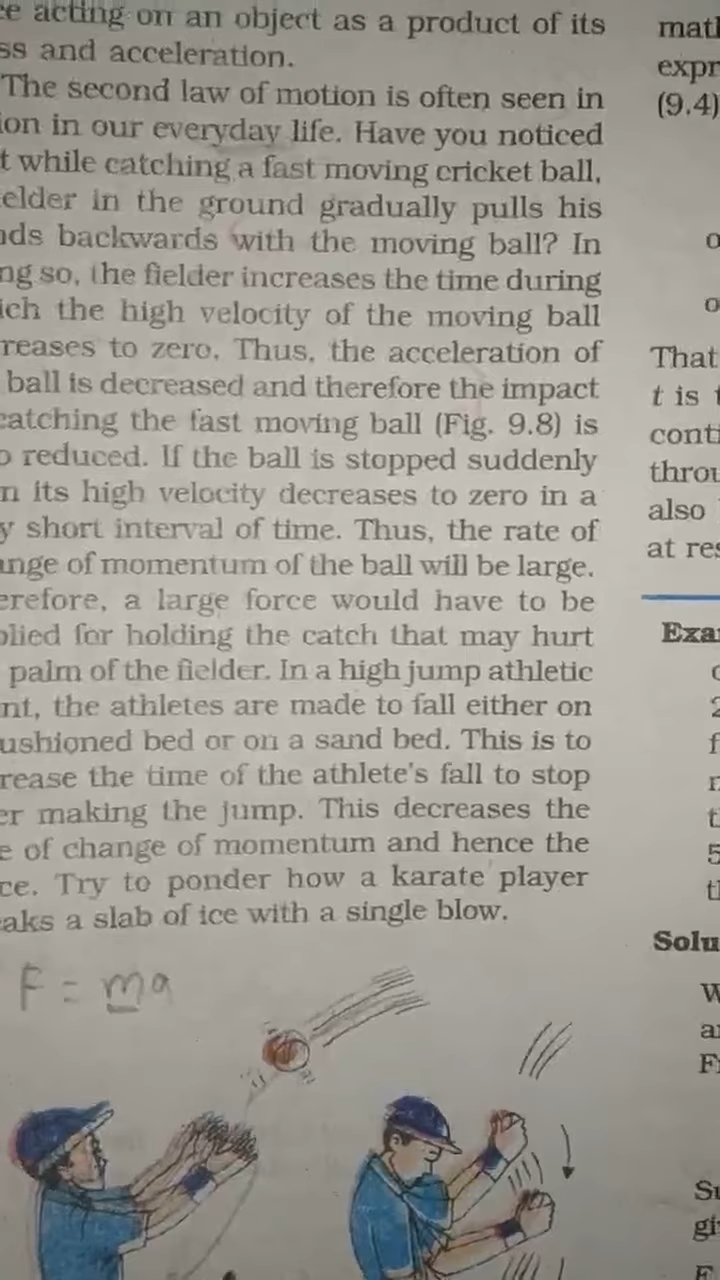 ce acting on an object as a product of its
ss and acceleration.
The second law of motion is often seen in
ion in our everyday life. Have you noticed
t while catching a fast moving cricket ball,
elder in the ground gradually pulls his
nds backwards with the moving ball? In
ng so, the fielder increases the time during
ich the high velocity of the moving ball
reases to zero. Thus, the acceleration of
ball is decreased and therefore the impact
catching the fast moving ball (Fig. 9.8) is
o reduced. If the ball is stopped suddenly
n its high velocity decreases to zero in a
y short interval of time. Thus, the rate of
ange of momentum of the ball will be large.
erefore, a large force would have to be
plied for holding the catch that may hurt
palm of the fielder. In a high jump athletic
nt, the athletes are made to fall either on
ushioned bed or on a sand bed. This is to
rease the time of the athlete's fall to stop
er making the jump. This decreases the
e of change of momentum and hence the
ce. Try to ponder how a karate player
eaks a slab of ice with a single blow.
F = ma
math
expr
(9.4)
o
o
That
t is t
conti
throu
also
at res
Exa
2
f
t
5
th
Solu
W
a
F
Su
gi
F